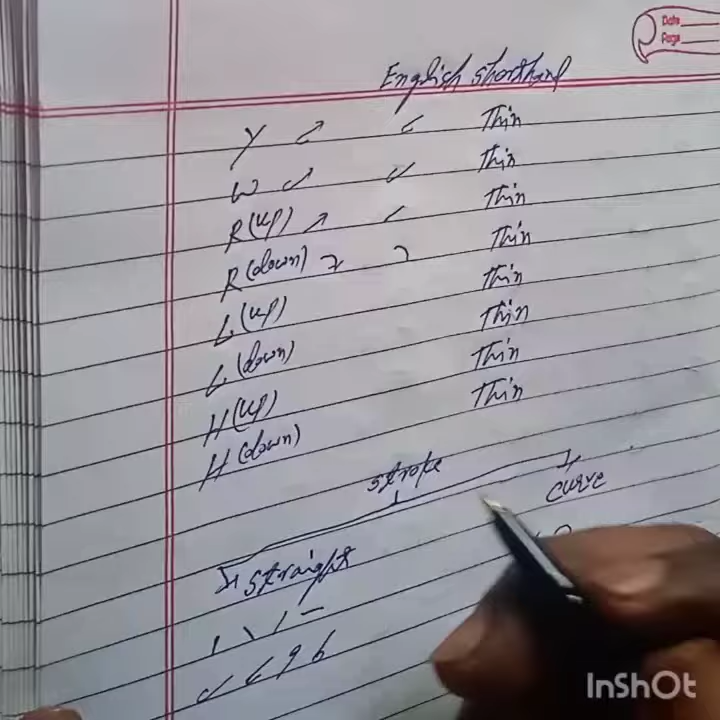 Date
Page
English shorthand
Y Thin
W Thin
R (up) Thin
R (down) Thin
L (up) Thin
L (down) Thin
H (up) Thin
H (down) Thin
stroke
straight curve
InShOt